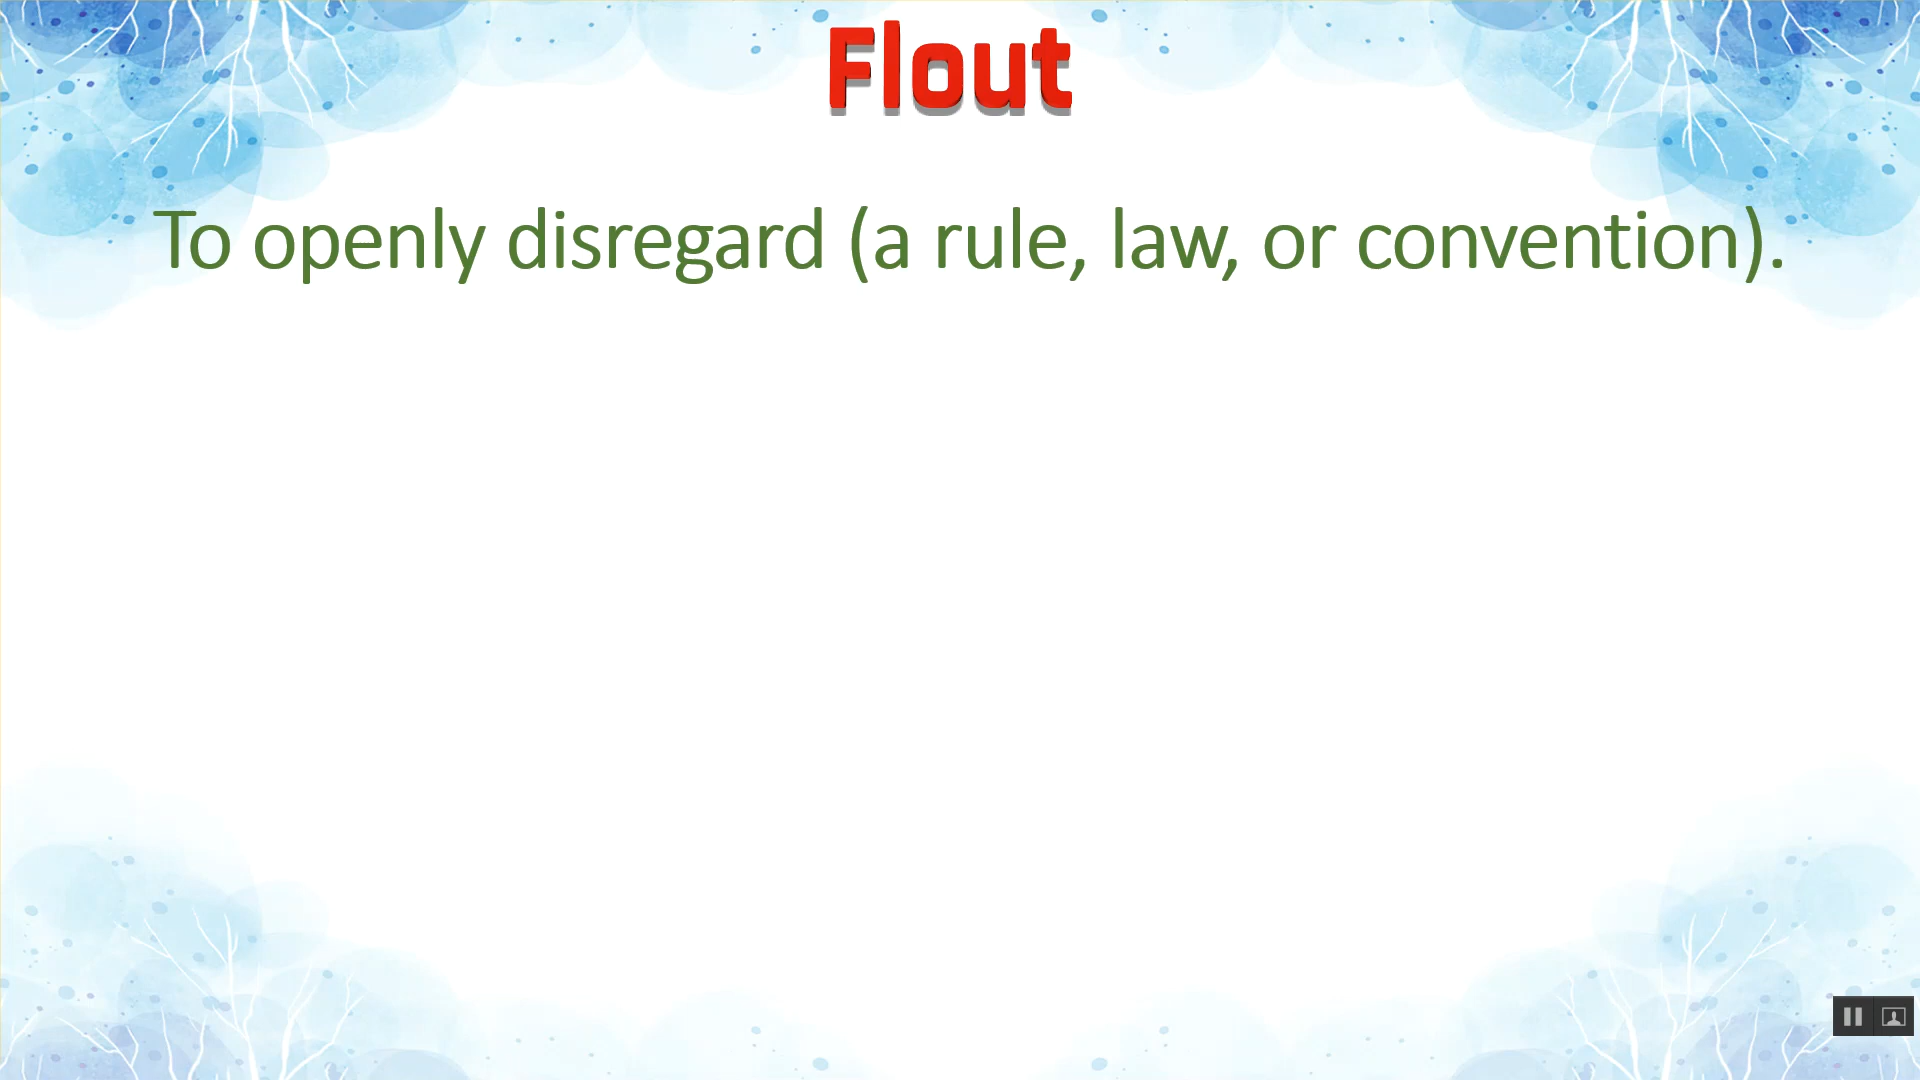 Flout
To openly disregard (a rule, law, or convention).